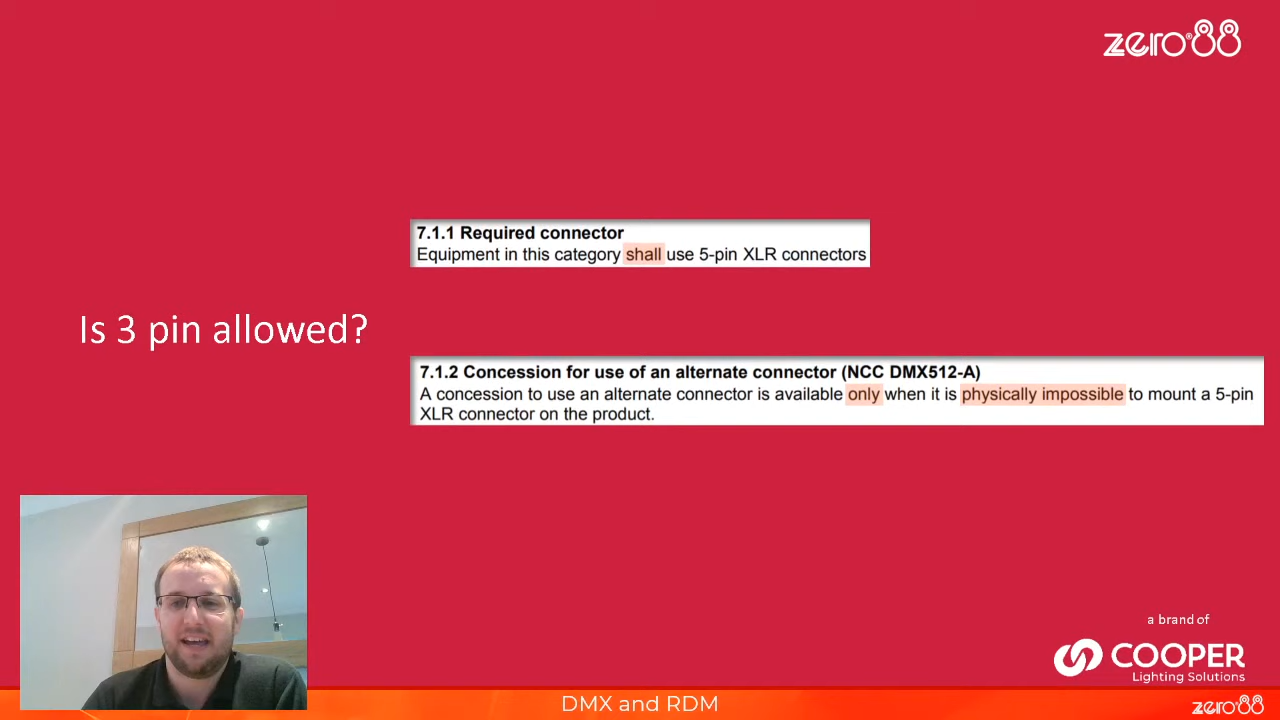 zero®88
7.1.1 Required connector
Equipment in this category shall use 5-pin XLR connectors
Is 3 pin allowed?
7.1.2 Concession for use of an alternate connector (NCC DMX512-A)
A concession to use an alternate connector is available only when it is physically impossible to mount a 5-pin
XLR connector on the product.
a brand of
COOPER
Lighting Solutions
DMX and RDM
zero88